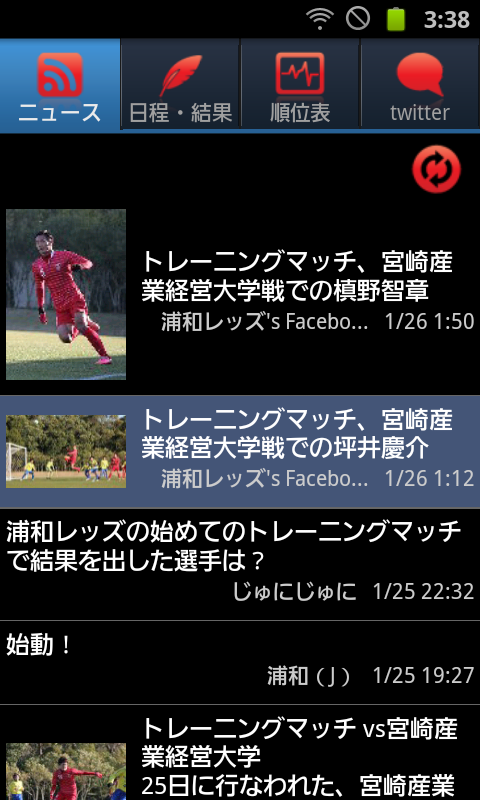 3:38
ニュース
日程・結果
順位表
twitter
トレーニングマッチ、宮崎産
業経営大学戦での槙野智章
浦和レッズ's Facebo... 1/26 1:50
トレーニングマッチ、宮崎産
業経営大学戦での坪井慶介
浦和レッズ's Facebo... 1/26 1:12
浦和レッズの始めてのトレーニングマッチ
で結果を出した選手は？
じゅにじゅに 1/25 22:32
始動！
浦和（J） 1/25 19:27
トレーニングマッチ vs宮崎産
業経営大学
25日に行なわれた、宮崎産業